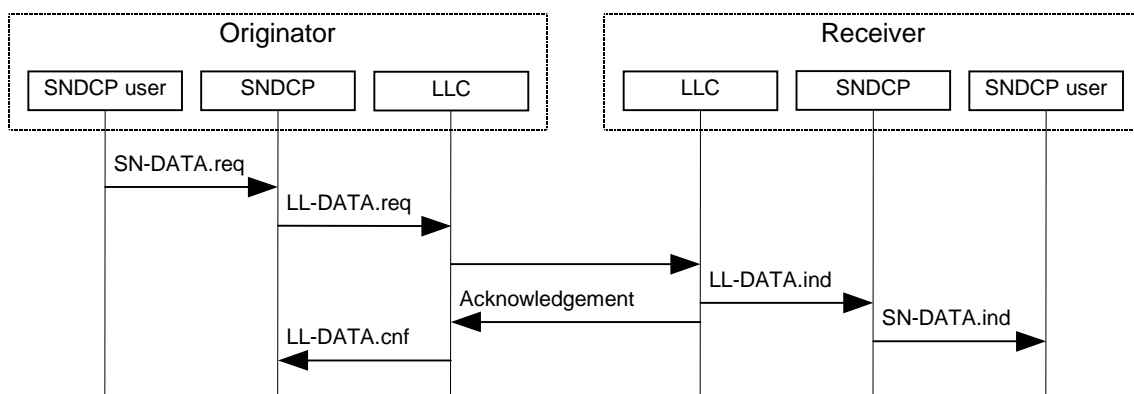 Originator
Receiver
SNDCP user
SNDCP
LLC
LLC
SNDCP
SNDCP user
SN-DATA.req
LL-DATA.req
LL-DATA.ind
Acknowledgement
SN-DATA.ind
LL-DATA.cnf